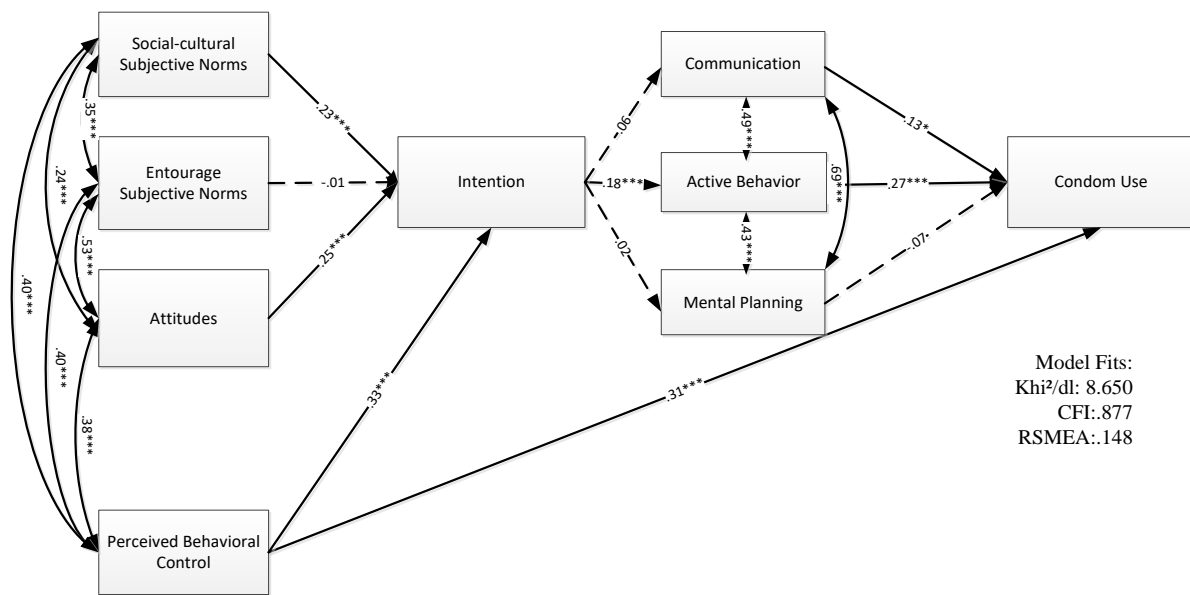 Social-cultural
Subjective Norms
Entourage
Subjective Norms
Attitudes
Perceived Behavioral
Control
.35***
.24***
.53***
.40***
.40***
.38***
.23***
-.01
.25***
.33***
Intention
.06
.18***
.02
Communication
.49***
Active Behavior
.43***
Mental Planning
.69***
.13*
.27***
-.07
.31***
Condom Use
Model Fits:
Khi²/dl: 8.650
CFI:.877
RSMEA:.148